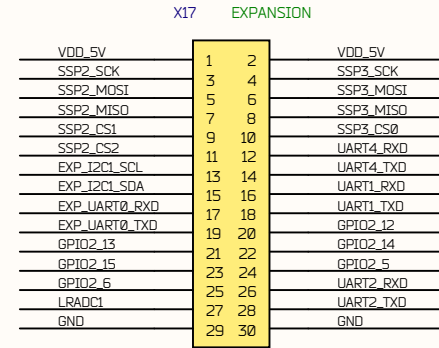 X17 EXPANSION
VDD_5V 1 2 VDD_5V
SSP2_SCK 3 4 SSP3_SCK
SSP2_MOSI 5 6 SSP3_MOSI
SSP2_MISO 7 8 SSP3_MISO
SSP2_CS1 9 10 SSP3_CS0
SSP2_CS2 11 12 UART4_RXD
EXP_I2C1_SCL 13 14 UART4_TXD
EXP_I2C1_SDA 15 16 UART1_RXD
EXP_UART0_RXD 17 18 UART1_TXD
EXP_UART0_TXD 19 20 GPIO2_12
GPIO2_13 21 22 GPIO2_14
GPIO2_15 23 24 GPIO2_5
GPIO2_6 25 26 UART2_RXD
LRADC1 27 28 UART2_TXD
GND 29 30 GND